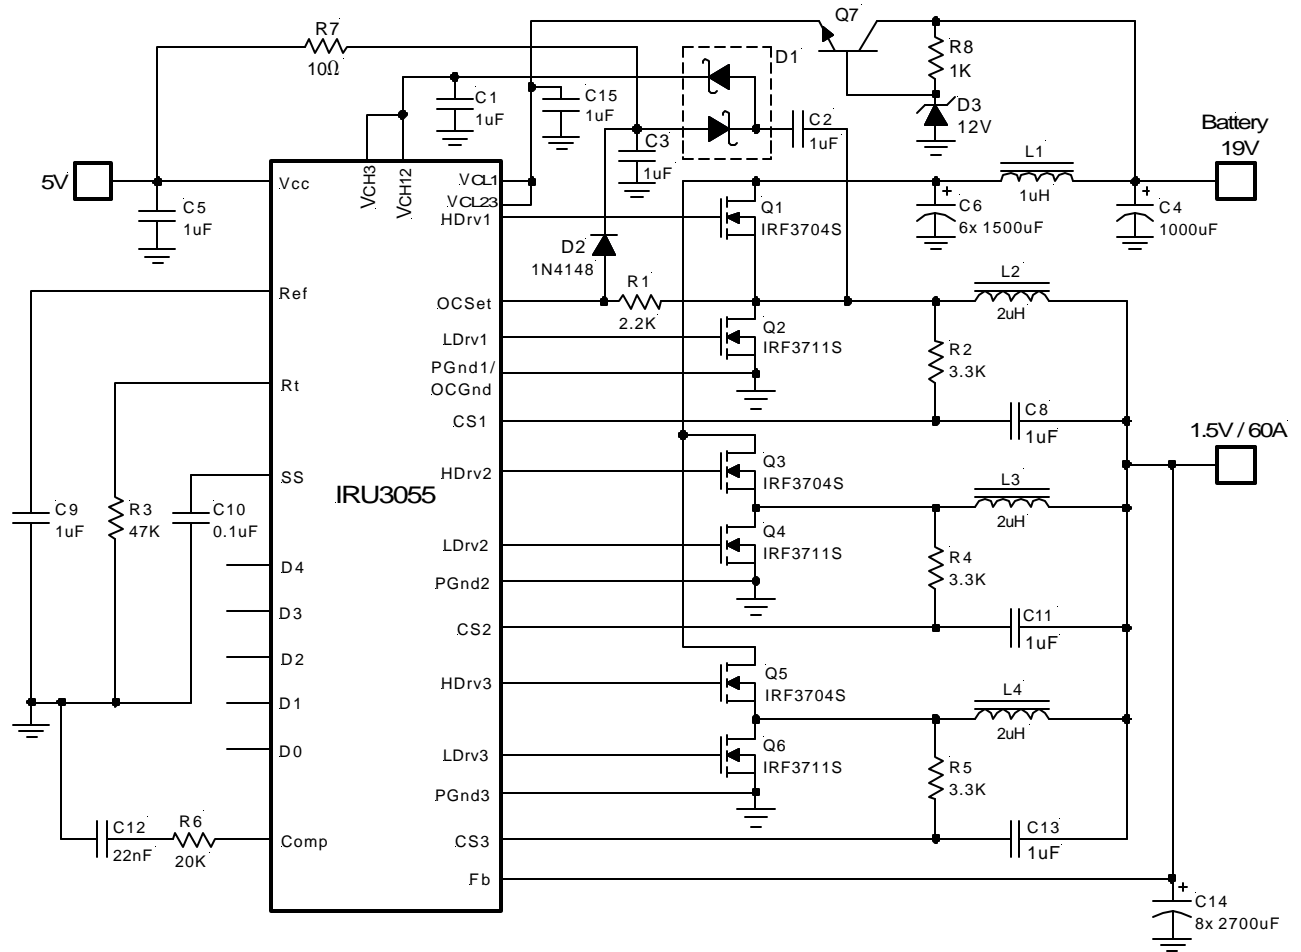 Q7
R7
10Ω
R8
1K
D1
C1
1uF
C15
1uF
C2
1uF
D3
12V
C3
1uF
Battery
19V
L1
1uH
5V
Vcc
VCH3
VCH12
VCL1
VCL23
HDrv1
Q1
IRF3704S
C6
6x 1500uF
C4
1000uF
C5
1uF
D2
1N4148
R1
2.2K
L2
2uH
Ref
OCSet
LDrv1
Q2
IRF3711S
R2
3.3K
PGnd1/
OCGnd
Rt
CS1
C8
1uF
1.5V / 60A
HDrv2
Q3
IRF3704S
SS
IRU3055
L3
2uH
C9
1uF
R3
47K
C10
0.1uF
LDrv2
Q4
IRF3711S
R4
3.3K
D4
PGnd2
D3
CS2
C11
1uF
D2
HDrv3
Q5
IRF3704S
D1
L4
2uH
D0
LDrv3
Q6
IRF3711S
R5
3.3K
PGnd3
C12
22nF
R6
20K
Comp
CS3
C13
1uF
Fb
C14
8x 2700uF